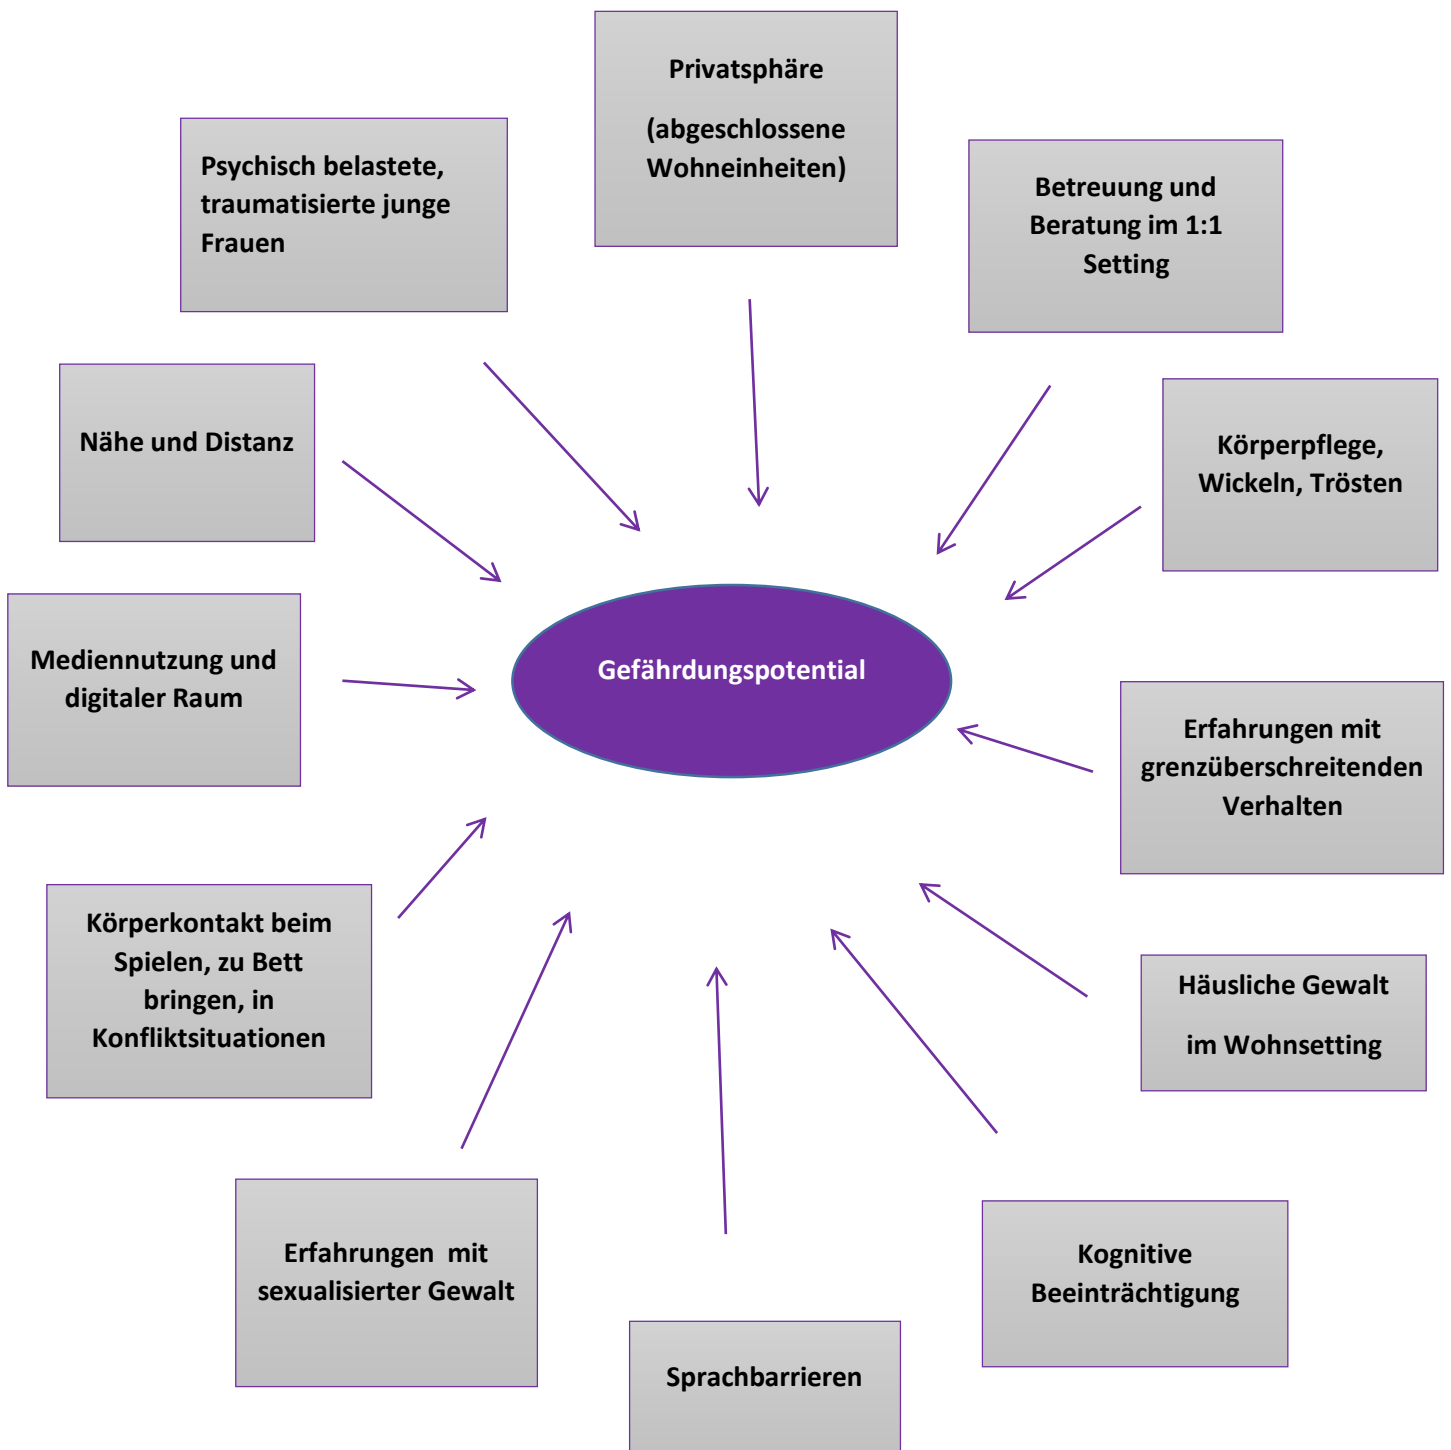 Privatsphäre
(abgeschlossene
Wohneinheiten)
Psychisch belastete,
traumatisierte junge
Frauen
Betreuung und
Beratung im 1:1
Setting
Nähe und Distanz
Körperpflege,
Wickeln, Trösten
Mediennutzung und
digitaler Raum
Gefährdungspotential
Erfahrungen mit
grenzüberschreitenden
Verhalten
Körperkontakt beim
Spielen, zu Bett
bringen, in
Konfliktsituationen
Häusliche Gewalt
im Wohnsetting
Erfahrungen  mit
sexualisierter Gewalt
Kognitive
Beeinträchtigung
Sprachbarrieren